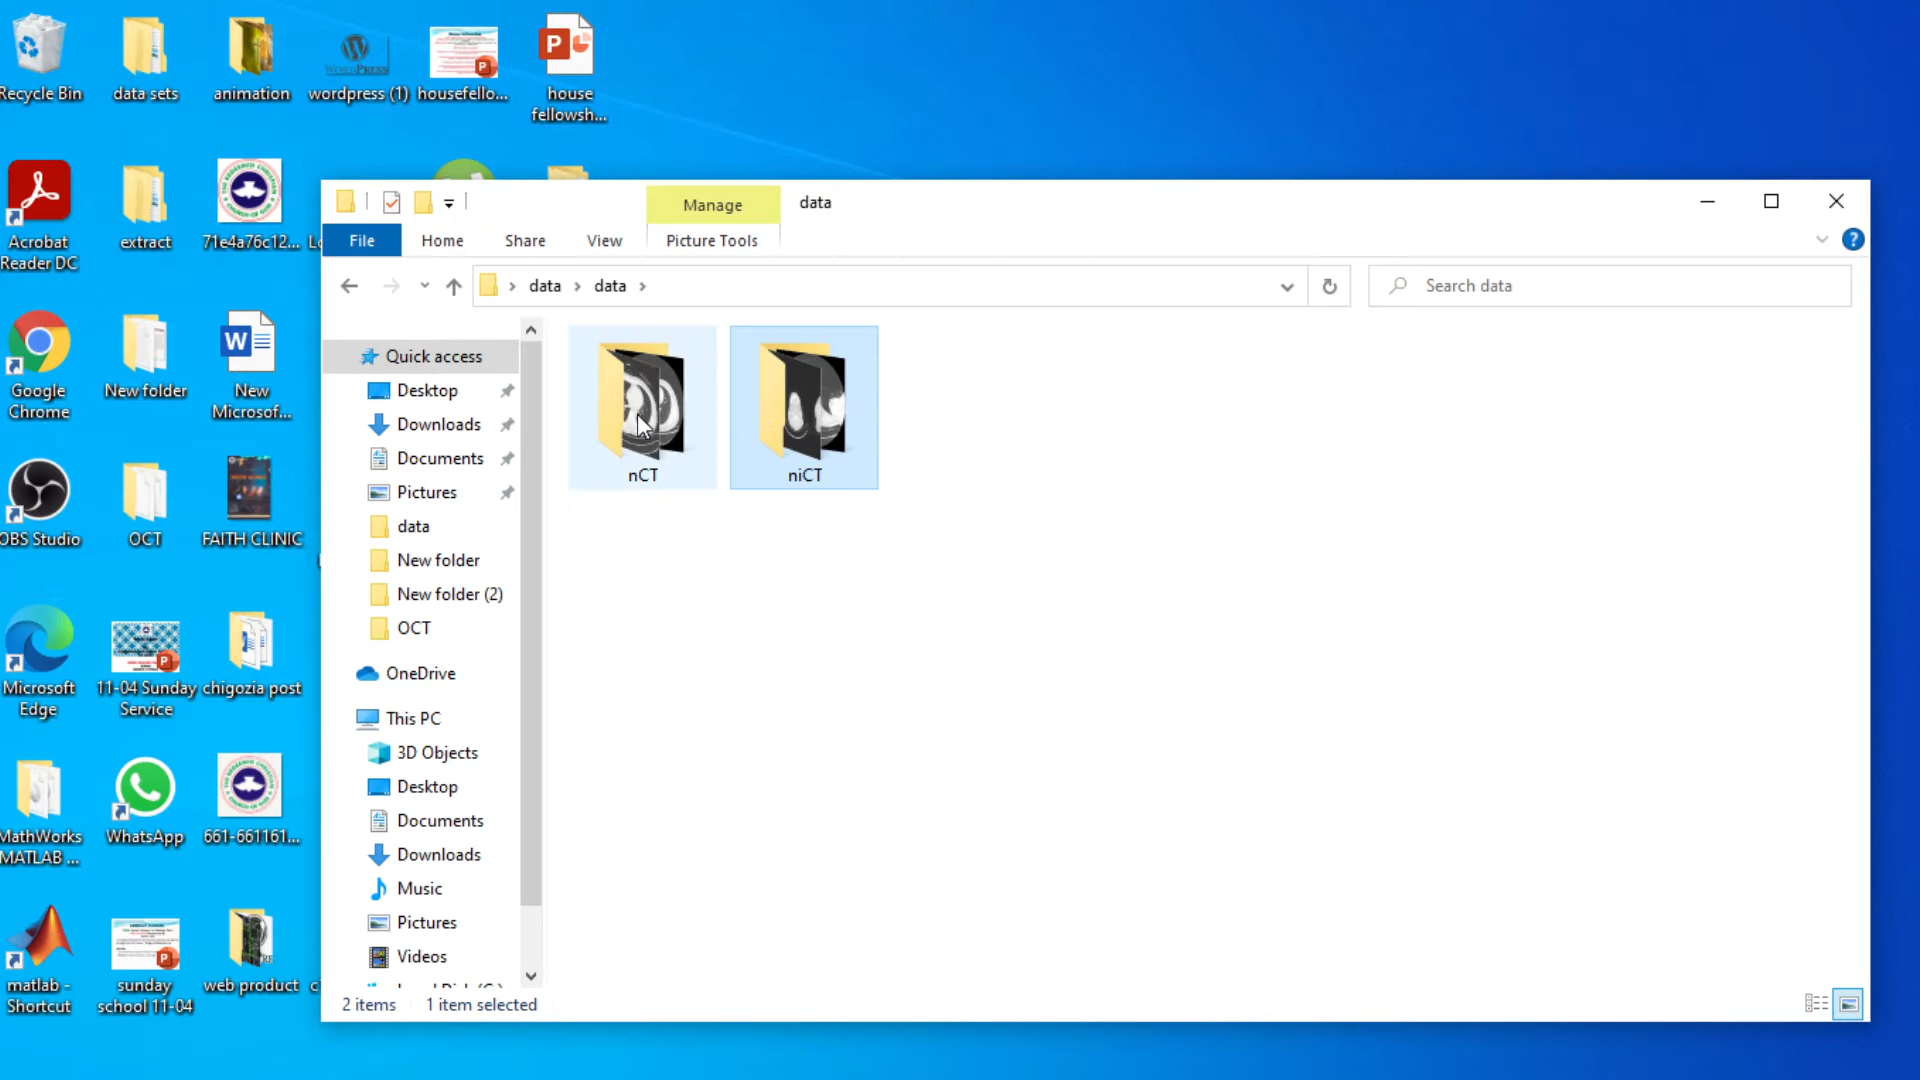 Recycle Bin
data sets
animation
wordpress (1)
housefello...
house
fellowsh...
Acrobat
Reader DC
extract
71e4a76c12...
Google
Chrome
New folder
New
Microsof...
OBS Studio
OCT
FAITH CLINIC
Microsoft
Edge
11-04 Sunday
Service
chigozia post
MathWorks
MATLAB ...
WhatsApp
661-661161...
matlab -
Shortcut
sunday
school 11-04
web product
Manage
data
File
Home
Share
View
Picture Tools
data
data
Search data
Quick access
Desktop
Downloads
Documents
Pictures
data
New folder
New folder (2)
OCT
OneDrive
This PC
3D Objects
Desktop
Documents
Downloads
Music
Pictures
Videos
nCT
niCT
2 items
1 item selected